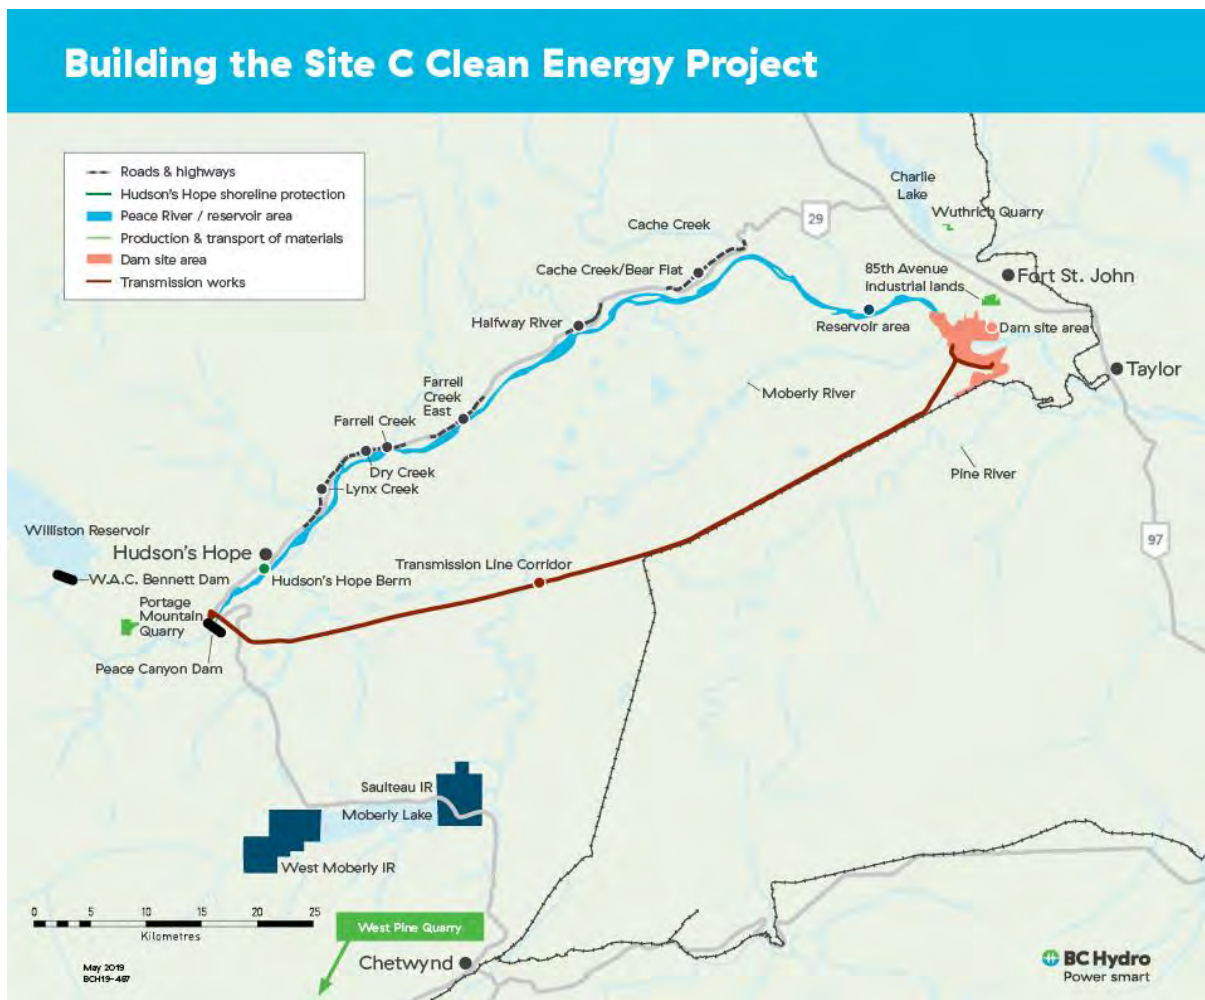 Building the Site C Clean Energy Project
Roads & highways
Hudson's Hope shoreline protection
Peace River / reservoir area
Production & transport of materials
Dam site area
Transmission works
Charlie
Lake
Wuthrich Quarry
29
Cache Creek
Cache Creek/Bear Flat
85th Avenue
industrial lands
Fort St. John
Halfway River
Reservoir area
Dam site area
Taylor
Farrell
Creek
East
Moberly River
Farrell Creek
Dry Creek
Lynx Creek
Pine River
Williston Reservoir
Hudson's Hope
97
W.A.C. Bennett Dam
Hudson's Hope Berm
Transmission Line Corridor
Portage
Mountain
Quarry
Peace Canyon Dam
Saulteau IR
Moberly Lake
West Moberly IR
0 5 10 15 20 25
Kilometres
West Pine Quarry
Chetwynd
May 2019
BCH19-487
BC Hydro
Power smart